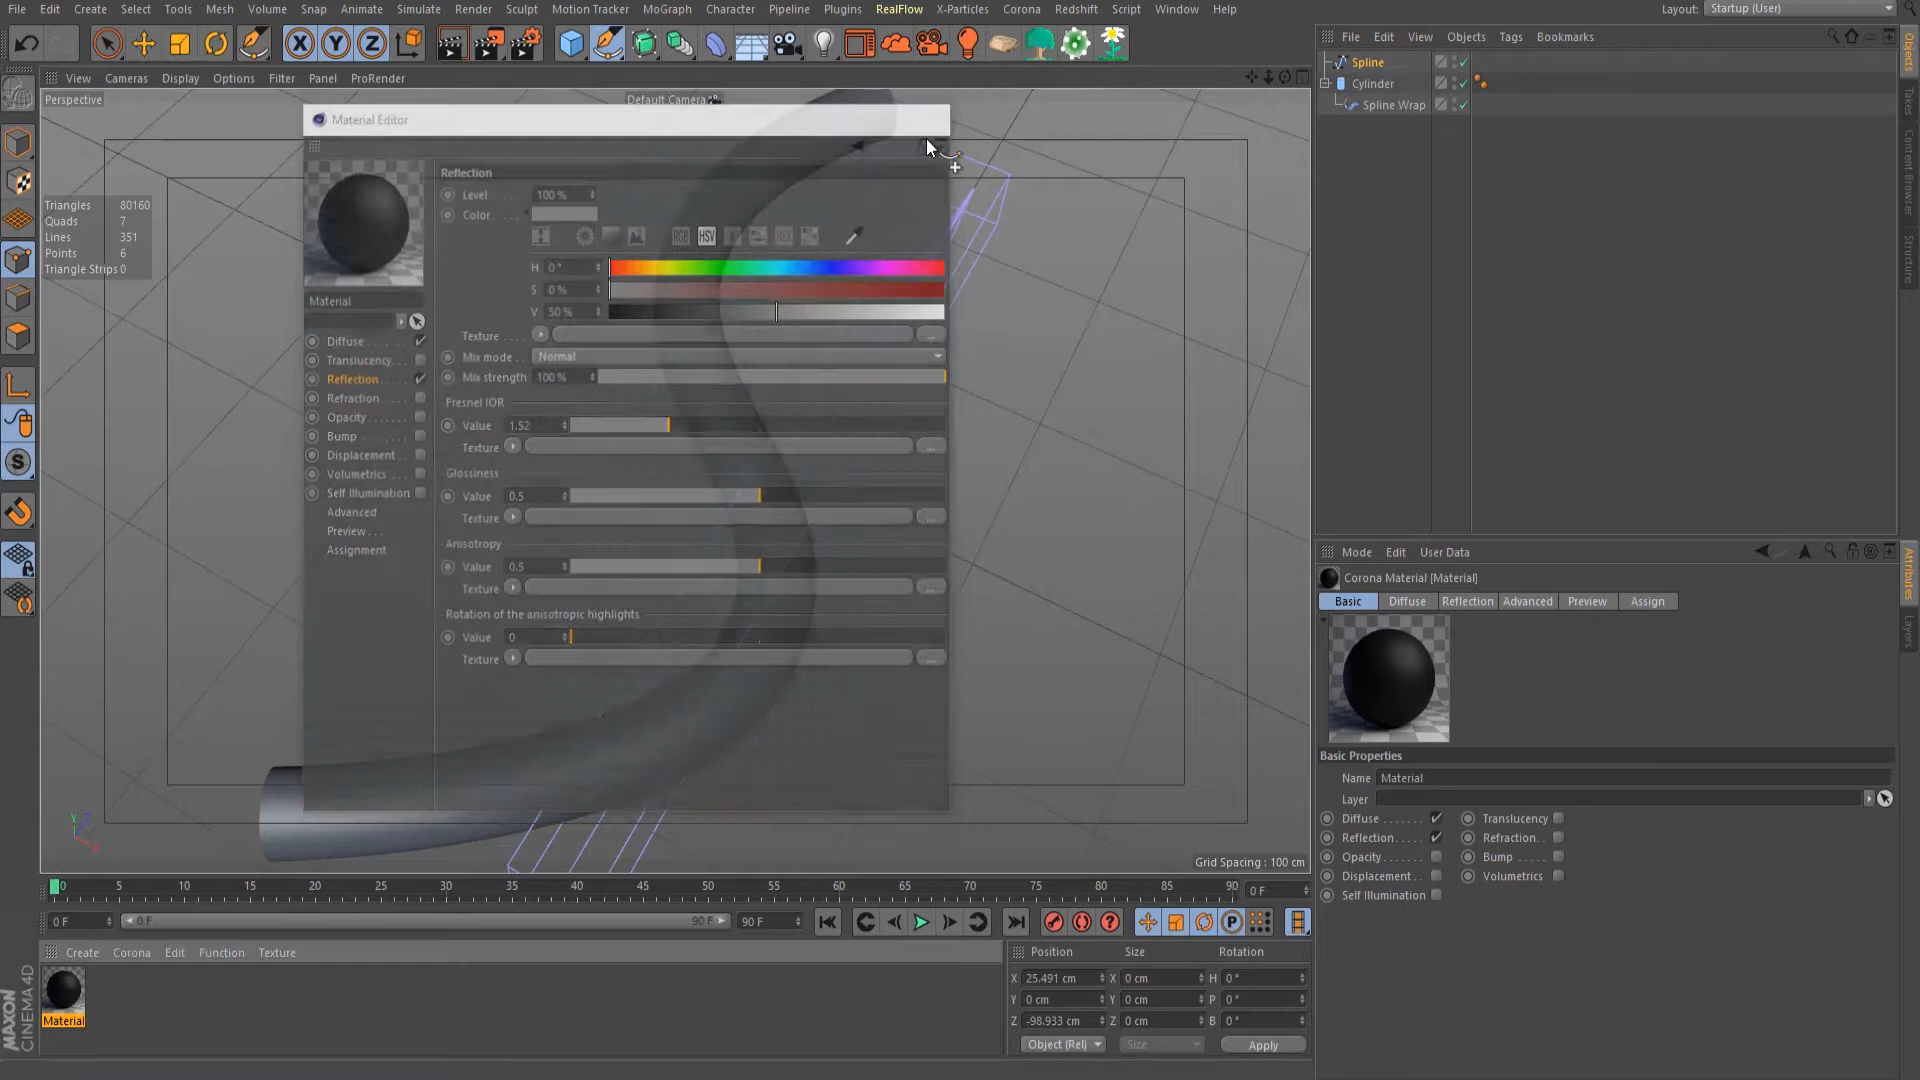 File Edit Create Select Tools Mesh Volume Snap Animate Simulate Render Sculpt Motion Tracker MoGraph Character Pipeline Plugins RealFlow X-Particles Corona Redshift Script Window Help
Layout: Startup (User)
File Edit View Objects Tags Bookmarks
Spline
Cylinder
Spline Wrap
Objects
Takes
Content Browser
Structure
View Cameras Display Options Filter Panel ProRender
Perspective
Default Camera
Triangles 80160
Quads 7
Lines 351
Points 6
Triangle Strips 0
Material Editor
Reflection
Level 100 %
Color
RGB HSV
H 0 °
S 0 %
V 50 %
Texture
Mix mode Normal
Mix strength 100 %
Fresnel IOR
Value 1.52
Texture
Glossiness
Value 0.5
Texture
Anisotropy
Value 0.5
Texture
Rotation of the anisotropic highlights
Value 0
Texture
Material
Diffuse
Translucency
Reflection
Refraction
Opacity
Bump
Displacement
Volumetrics
Self Illumination
Advanced
Preview
Assignment
Y Z X
Grid Spacing : 100 cm
0 5 10 15 20 25 30 35 40 45 50 55 60 65 70 75 80 85 90 0 F
0 F 0 F 90 F 90 F
Create Corona Edit Function Texture
Material
MAXON
CINEMA 4D
Position Size Rotation
X 25.491 cm X 0 cm H 0 °
Y 0 cm Y 0 cm P 0 °
Z -98.933 cm Z 0 cm B 0 °
Object (Rel) Size Apply
Mode Edit User Data
Corona Material [Material]
Basic Diffuse Reflection Advanced Preview Assign
Basic Properties
Name Material
Layer
Diffuse Translucency
Reflection Refraction
Opacity Bump
Displacement Volumetrics
Self Illumination
Attributes
Layers